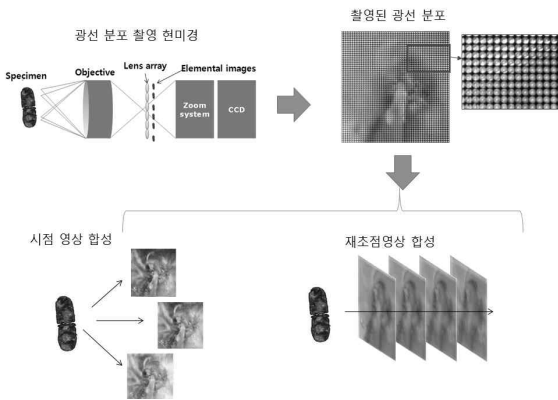 광선 분포 촬영 현미경
Specimen
Objective
Lens array
Elemental images
Zoom system
CCD
촬영된 광선 분포
시점 영상 합성
재초점영상 합성